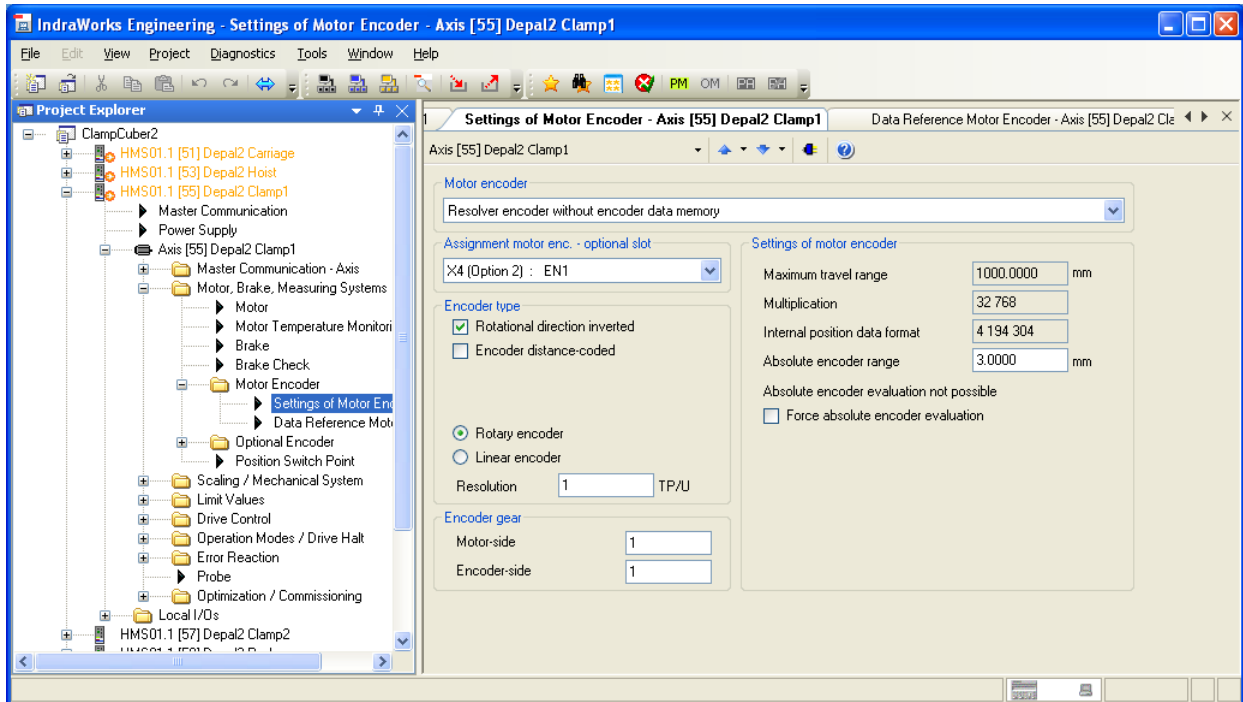 IndraWorks Engineering - Settings of Motor Encoder - Axis [55] Depal2 Clamp1
File Edit View Project Diagnostics Tools Window Help
PM OM
Project Explorer
ClampCuber2
HMS01.1 [51] Depal2 Carriage
HMS01.1 [53] Depal2 Hoist
HMS01.1 [55] Depal2 Clamp1
Master Communication
Power Supply
Axis [55] Depal2 Clamp1
Master Communication - Axis
Motor, Brake, Measuring Systems
Motor
Motor Temperature Monitori
Brake
Brake Check
Motor Encoder
Settings of Motor Enc
Data Reference Mot
Optional Encoder
Position Switch Point
Scaling / Mechanical System
Limit Values
Drive Control
Operation Modes / Drive Halt
Error Reaction
Probe
Optimization / Commissioning
Local I/Os
HMS01.1 [57] Depal2 Clamp2
1 Settings of Motor Encoder - Axis [55] Depal2 Clamp1 Data Reference Motor Encoder - Axis [55] Depal2 Cla
Axis [55] Depal2 Clamp1
Motor encoder
Resolver encoder without encoder data memory
Assignment motor enc. - optional slot
X4 (Option 2) : EN1
Encoder type
Rotational direction inverted
Encoder distance-coded
Rotary encoder
Linear encoder
Resolution 1 TP/U
Encoder gear
Motor-side 1
Encoder-side 1
Settings of motor encoder
Maximum travel range 1000.0000 mm
Multiplication 32 768
Internal position data format 4 194 304
Absolute encoder range 3.0000 mm
Absolute encoder evaluation not possible
Force absolute encoder evaluation